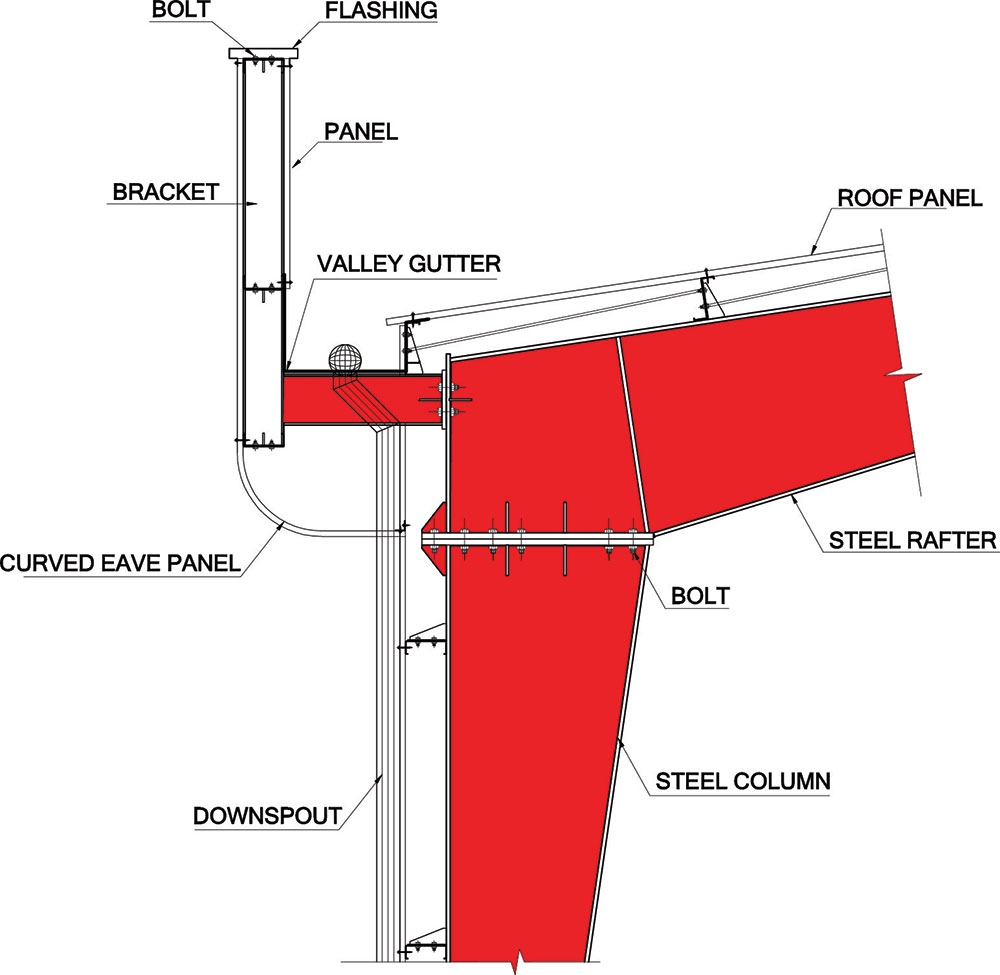 BOLT
FLASHING
PANEL
BRACKET
ROOF PANEL
VALLEY GUTTER
STEEL RAFTER
CURVED EAVE PANEL
BOLT
STEEL COLUMN
DOWNSPOUT